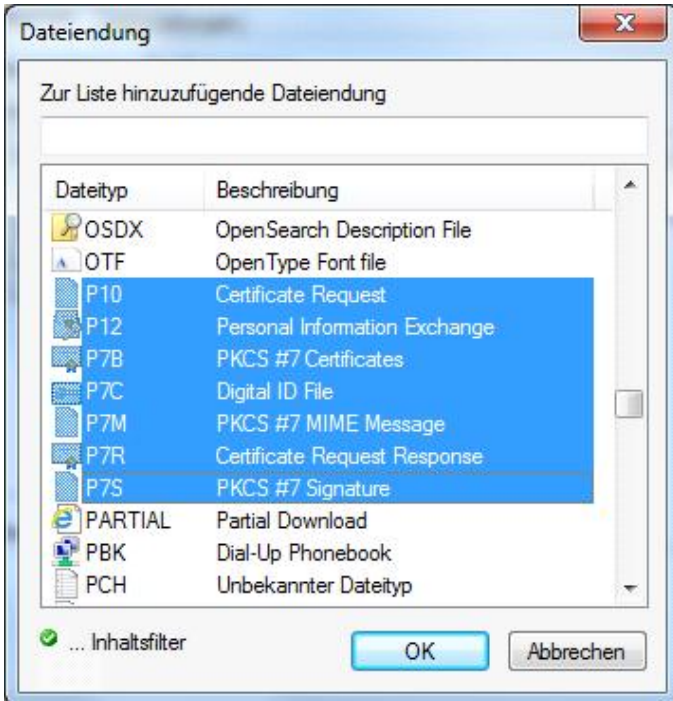 Dateiendung
Zur Liste hinzuzufügende Dateiendung
Dateityp Beschreibung
OSDX OpenSearch Description File
OTF OpenType Font file
P10 Certificate Request
P12 Personal Information Exchange
P7B PKCS #7 Certificates
P7C Digital ID File
P7M PKCS #7 MIME Message
P7R Certificate Request Response
P7S PKCS #7 Signature
PARTIAL Partial Download
PBK Dial-Up Phonebook
PCH Unbekannter Dateityp
... Inhaltsfilter OK Abbrechen